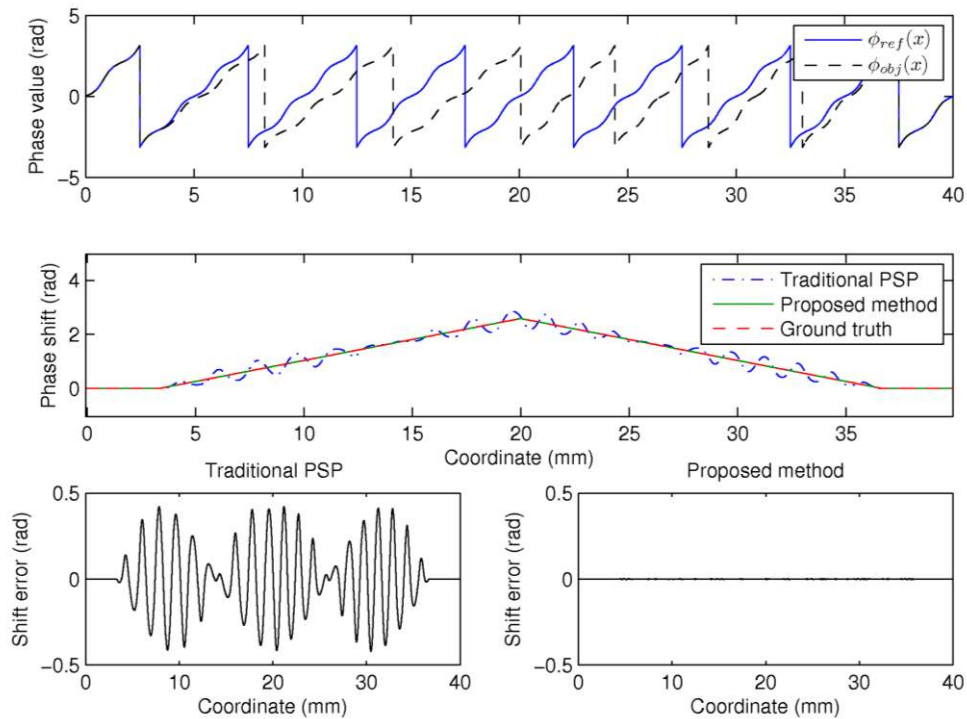 Phase value (rad)
5
0
−5
0 5 10 15 20 25 30 35 40
ϕref(x)
ϕobj(x)
Phase shift (rad)
4
2
0
0 5 10 15 20 25 30 35
Traditional PSP
Proposed method
Ground truth
Coordinate (mm)
Traditional PSP
Shift error (rad)
0.5
0
−0.5
0 10 20 30 40
Coordinate (mm)
Proposed method
Shift error (rad)
0.5
0
−0.5
0 10 20 30 40
Coordinate (mm)